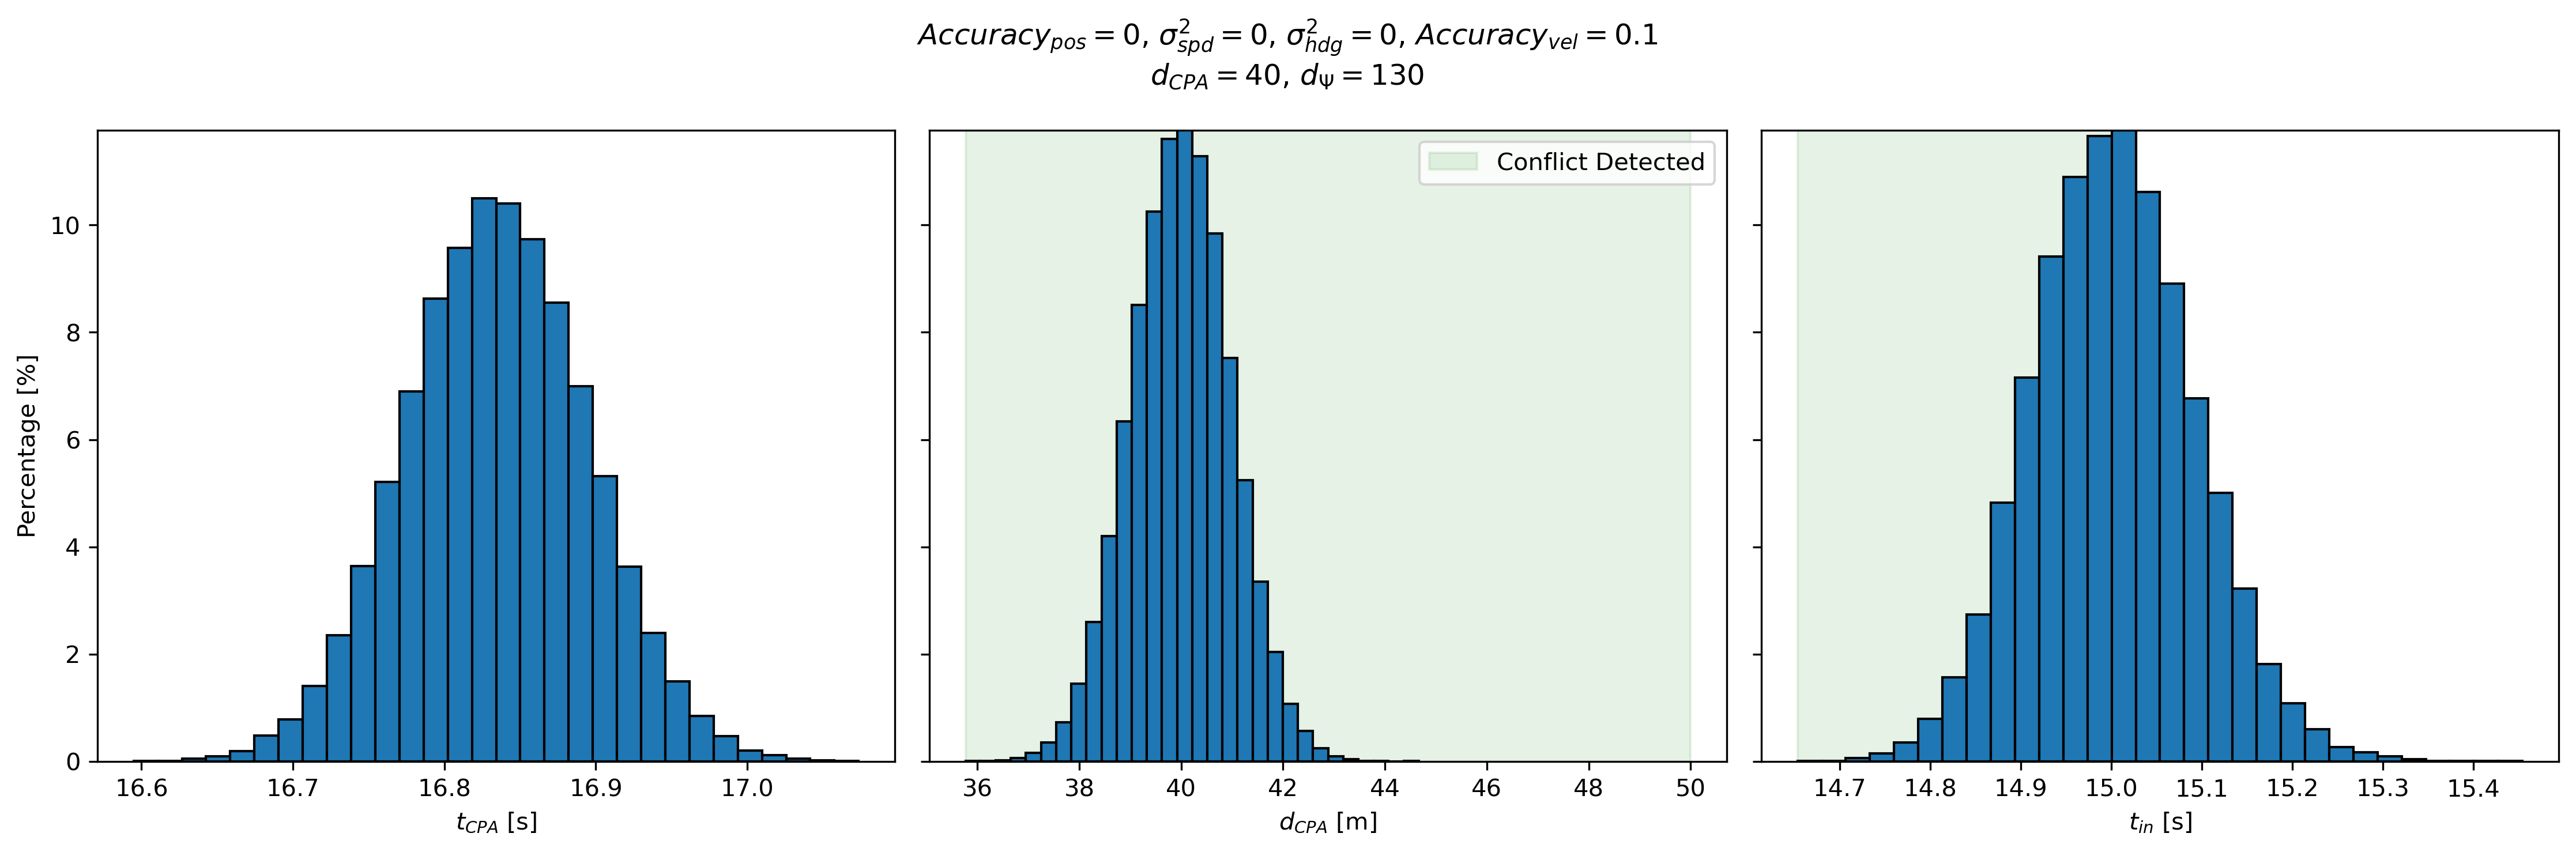 Accuracy_pos = 0, σ²_spd = 0, σ²_hdg = 0, Accuracy_vel = 0.1
d_CPA = 40, d_Ψ = 130
Percentage [%]
10
8
6
4
2
0
16.6 16.7 16.8 16.9 17.0
t_CPA [s]
Conflict Detected
36 38 40 42 44 46 48 50
d_CPA [m]
14.7 14.8 14.9 15.0 15.1 15.2 15.3 15.4
t_in [s]